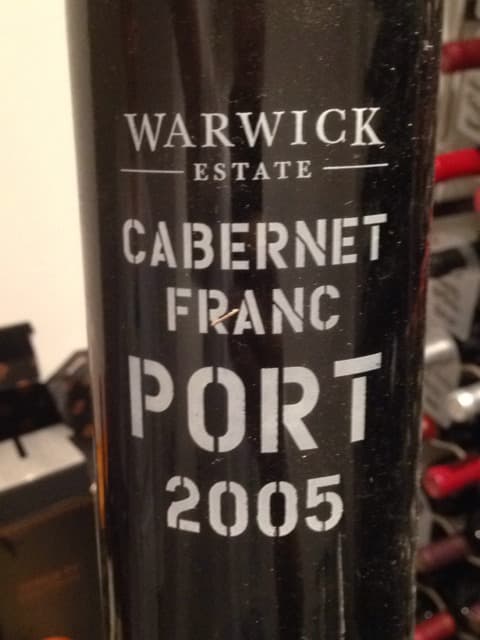 WARWICK
ESTATE
CABERNET
FRANC
PORT
2005